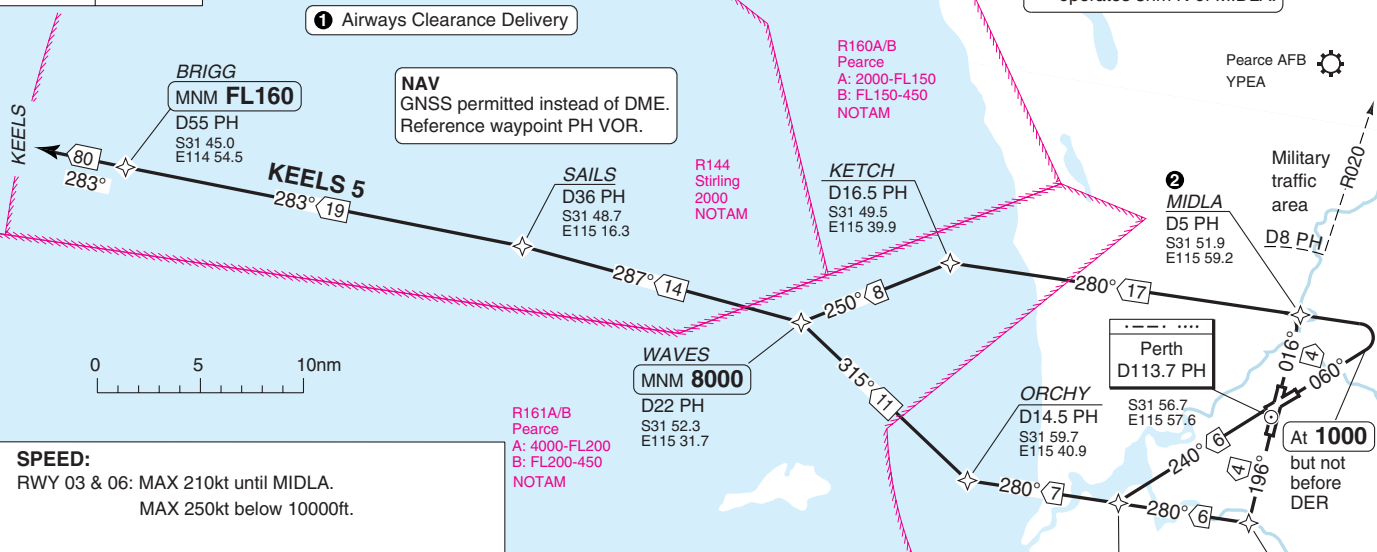 ❶ Airways Clearance Delivery
BRIGG
MNM FL160
D55 PH
S31 45.0
E114 54.5
NAV
GNSS permitted instead of DME.
Reference waypoint PH VOR.
R160A/B
Pearce
A: 2000-FL150
B: FL150-450
NOTAM
Pearce AFB
YPEA
KEELS
80
283°
KEELS 5
283° 19
SAILS
D36 PH
S31 48.7
E115 16.3
R144
Stirling
2000
NOTAM
KETCH
D16.5 PH
S31 49.5
E115 39.9
❷
MIDLA
D5 PH
S31 51.9
E115 59.2
Military
traffic
area
R020
D8 PH
287° 14
250° 8
280° 17
0 5 10nm
WAVES
MNM 8000
D22 PH
S31 52.3
E115 31.7
315° 11
Perth
D113.7 PH
S31 56.7
E115 57.6
016°
4
060°
ORCHY
D14.5 PH
S31 59.7
E115 40.9
At 1000
but not
before
DER
R161A/B
Pearce
A: 4000-FL200
B: FL200-450
NOTAM
240° 6
4
196°
280° 7
280° 6
SPEED:
RWY 03 & 06: MAX 210kt until MIDLA.
MAX 250kt below 10000ft.